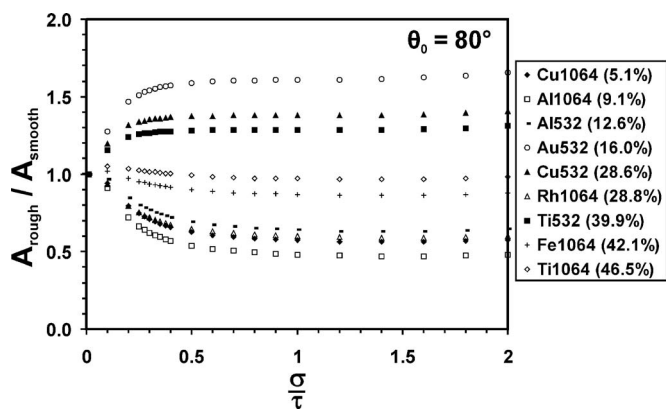 2.0
θ₀ = 80°
1.5
1.0
0.5
0.0
0
0.5
1
1.5
2
A_rough / A_smooth
σ
τ
Cu1064 (5.1%)
Al1064 (9.1%)
Al532 (12.6%)
Au532 (16.0%)
Cu532 (28.6%)
Rh1064 (28.8%)
Ti532 (39.9%)
Fe1064 (42.1%)
Ti1064 (46.5%)